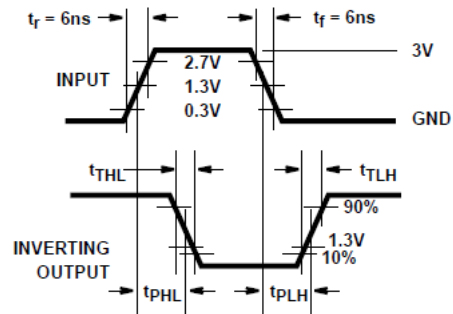 tr = 6ns
tf = 6ns
3V
INPUT
2.7V
1.3V
0.3V
GND
tTHL
tTLH
90%
1.3V
10%
INVERTING
OUTPUT
tPHL
tPLH